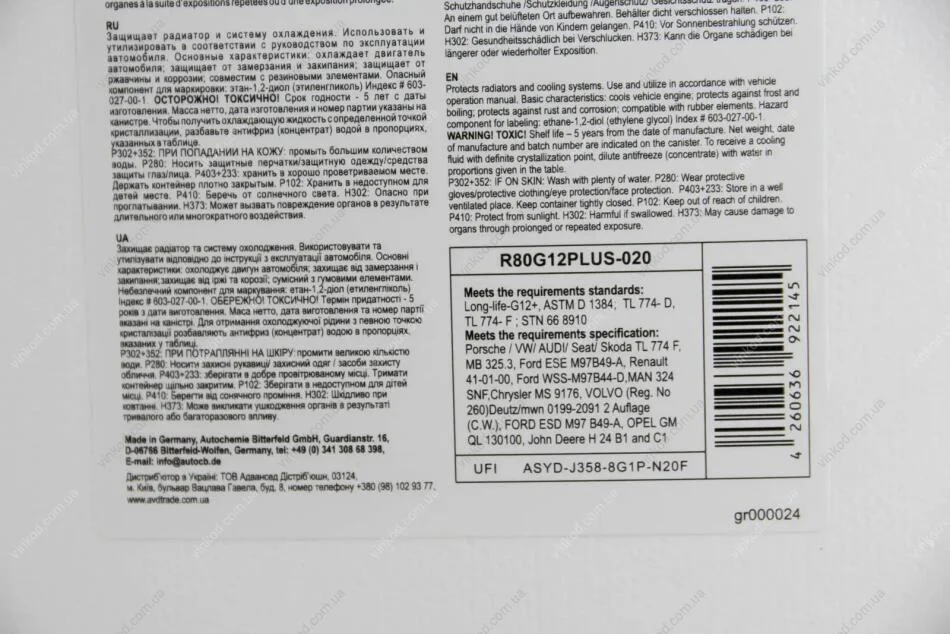 organes à la suite d'expositions répétées ou d'une exposition prolongée.
RU
Защищает радиатор и систему охлаждения. Использовать и
утилизировать в соответствии с руководством по эксплуатации
автомобиля. Основные характеристики: охлаждает двигатель
автомобиля; защищает от замерзания и закипания; защищает от
ржавчины и коррозии; совместим с резиновыми элементами. Опасный
компонент для маркировки: этан-1,2-диол (этиленгликоль) Индекс # 603-
027-00-1. ОСТОРОЖНО! ТОКСИЧНО! Срок годности - 5 лет с даты
изготовления. Масса нетто, дата изготовления и номер партии указаны на
канистре. Чтобы получить охлаждающую жидкость с определенной точкой
кристаллизации, разбавьте антифриз (концентрат) водой в пропорциях,
указанных в таблице.
P302+352: ПРИ ПОПАДАНИИ НА КОЖУ: промыть большим количеством
воды. P280: Носить защитные перчатки/защитную одежду/средства
защиты глаз/лица. P403+233: хранить в хорошо проветриваемом месте.
Держать контейнер плотно закрытым. P102: Хранить в недоступном для
детей месте. P410: Беречь от солнечного света. H302: Опасно при
проглатывании. H373: Может вызвать повреждение органов в результате
длительного или многократного воздействия.
UA
Захищає радіатор та систему охолодження. Використовувати та
утилізувати відповідно до інструкції з експлуатації автомобіля. Основні
характеристики: охолоджує двигун автомобіля; захищає від замерзання і
закипання; захищає від іржі та корозії; сумісний з гумовими елементами.
Небезпечний компонент для маркування: етан-1,2-діол (етиленгліколь)
Індекс # 603-027-00-1. ОБЕРЕЖНО! ТОКСИЧНО! Термін придатності - 5
років з дати виготовлення. Маса нетто, дата виготовлення та номер партії
вказані на каністрі. Для отримання охолоджуючої рідини з певною точкою
кристалізації розбавляють антифриз (концентрат) водою в пропорціях,
вказаних у таблиці.
P302+352: ПРИ ПОТРАПЛЯННІ НА ШКІРУ: промити великою кількістю
води. P280: Носити захисні рукавиці/ захисний одяг / засоби захисту
обличчя. P403+233: зберігати в добре провітрюваному місці. Тримати
контейнер щільно закритим. P102: Зберігати в недоступном для дітей
місці. P410: Берегти від сонячного проміння. H302: Шкідливо при
ковтанні. H373: Може викликати ушкодження органів в результаті
тривалого або багаторазового впливу.
Made in Germany, Autochemie Bitterfeld GmbH, Guardianstr. 16,
D-06766 Bitterfeld-Wolfen, Germany, tel: +49 (0) 341 308 68 398,
E-mail: info@autocb.de
Дистриб'ютор в Україні: ТОВ Адванседд Дістріб'юшн, 03124,
м. Київ, бульвар Вацлава Гавела, буд. 8, номер телефону +380 (98) 102 93 77,
www.avdtrade.com.ua
Schutzhandschuhe /Schutzkleidung /Augenschutz/ Gesichtsschutz tragen. P102:
An einem gut belüfteten Ort aufbewahren. Behälter dicht verschlossen halten. P102:
Darf nicht in die Hände von Kindern gelangen. P410: Vor Sonnenbestrahlung schützen.
H302: Gesundheitsschädlich bei Verschlucken. H373: Kann die Organe schädigen bei
längerer oder wiederholter Exposition.
EN
Protects radiators and cooling systems. Use and utilize in accordance with vehicle
operation manual. Basic characteristics: cools vehicle engine; protects against frost and
boiling; protects against rust and corrosion; compatible with rubber elements. Hazard
component for labeling: ethane-1,2-diol (ethylene glycol) Index # 603-027-00-1.
WARNING! TOXIC! Shelf life – 5 years from the date of manufacture. Net weight, date
of manufacture and batch number are indicated on the canister. To receive a cooling
fluid with definite crystallization point, dilute antifreeze (concentrate) with water in
proportions given in the table.
P302+352: IF ON SKIN: Wash with plenty of water. P280: Wear protective
gloves/protective clothing/eye protection/face protection. P403+233: Store in a well
ventilated place. Keep container tightly closed. P102: Keep out of reach of children.
P410: Protect from sunlight. H302: Harmful if swallowed. H373: May cause damage to
organs through prolonged or repeated exposure.
R80G12PLUS-020
Meets the requirements standards:
Long-life-G12+, ASTM D 1384; TL 774- D,
TL 774- F ; STN 66 8910
Meets the requirements specification:
Porsche / VW/ AUDI/ Seat/ Skoda TL 774 F,
MB 325.3, Ford ESE M97B49-A, Renault
41-01-00, Ford WSS-M97B44-D,MAN 324
SNF,Chrysler MS 9176, VOLVO (Reg. No
260)Deutz/mwn 0199-2091 2 Auflage
(C.W.), FORD ESD M97 B49-A, OPEL GM
QL 130100, John Deere H 24 B1 and C1
UFI ASYD-J358-8G1P-N20F
4 260636 922145
gr000024
vinkod.com.ua